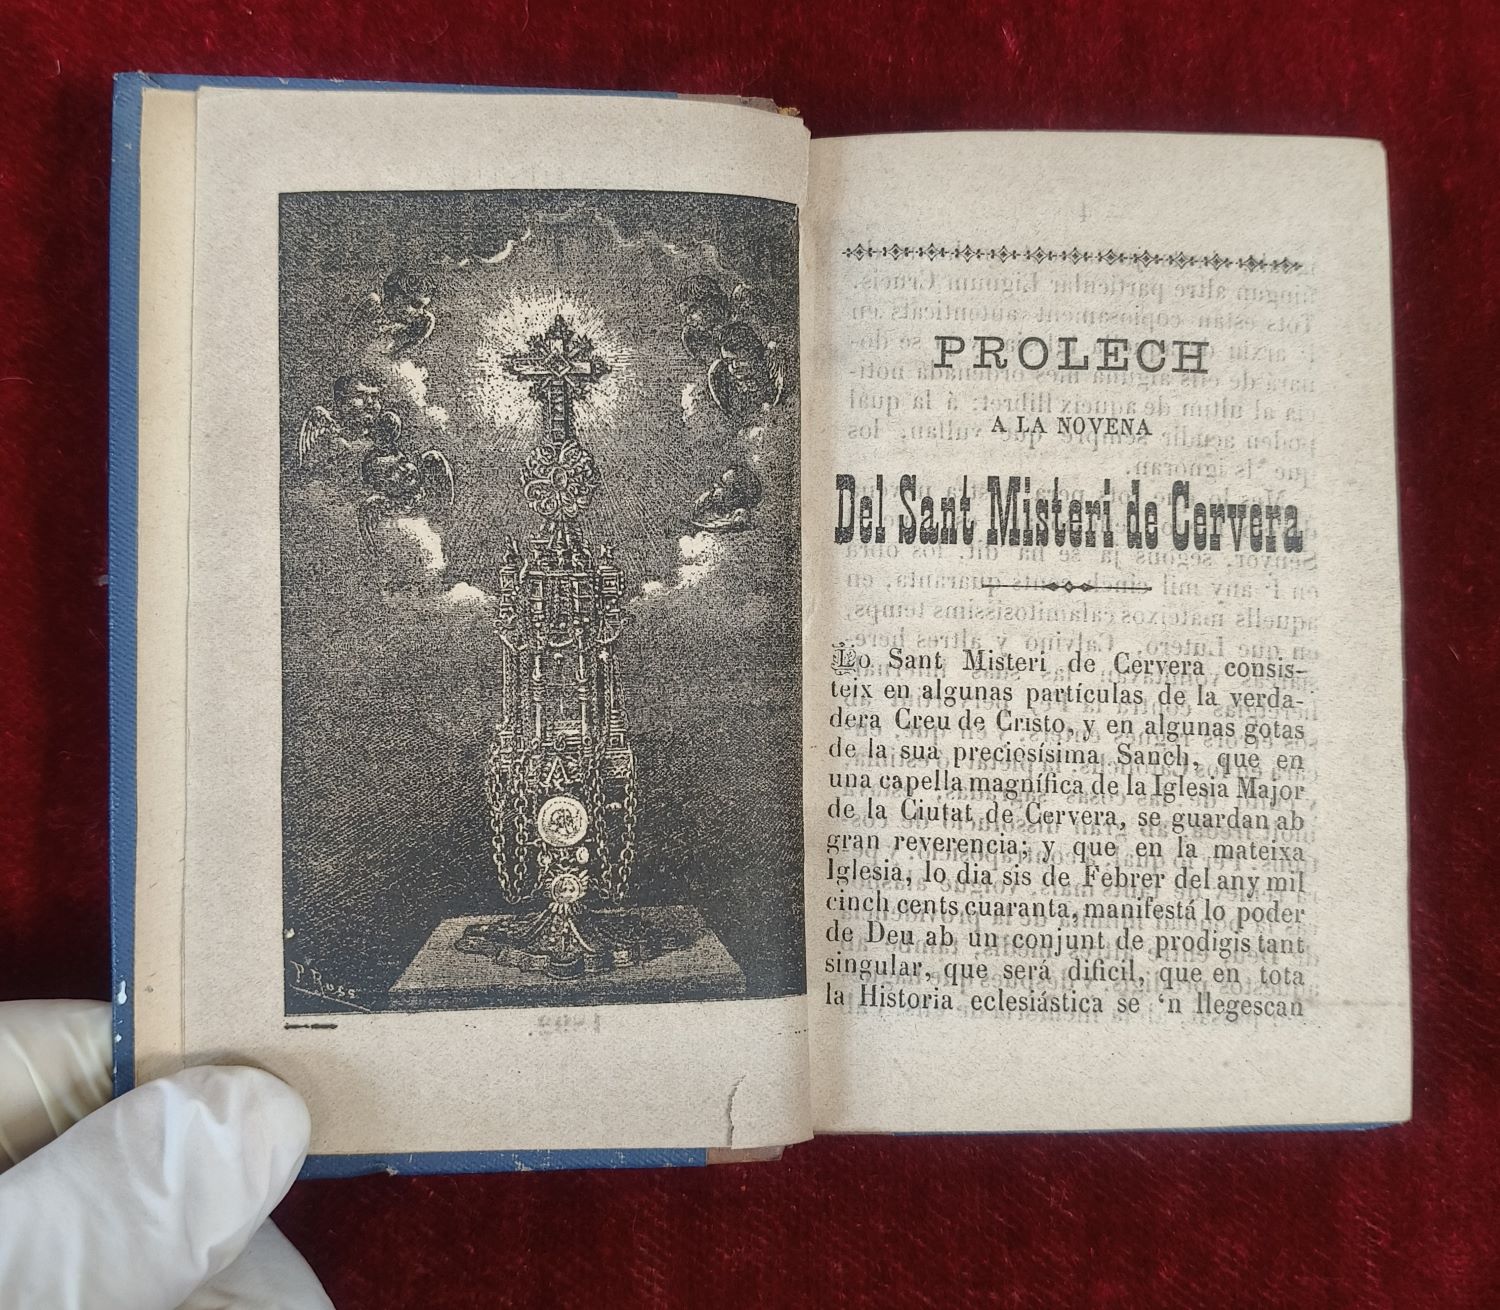 P. Ross
PROLECH
A LA NOVENA
Del Sant Misteri de Cervera
Lo Sant Misteri de Cervera consis-
teix en algunas partículas de la verda-
dera Creu de Cristo, y en algunas gotas
de la sua preciosísima Sanch, que en
una capella magnífica de la Iglesia Major
de la Ciutat de Cervera, se guardan ab
gran reverencia; y que en la mateixa
Iglesia, lo dia sis de Febrer del any mil
cinch cents cuaranta, manifestá lo poder
de Deu ab un conjunt de prodigis tant
singular, que será dificil, que en tota
la Historia eclesiástica se 'n llegescan